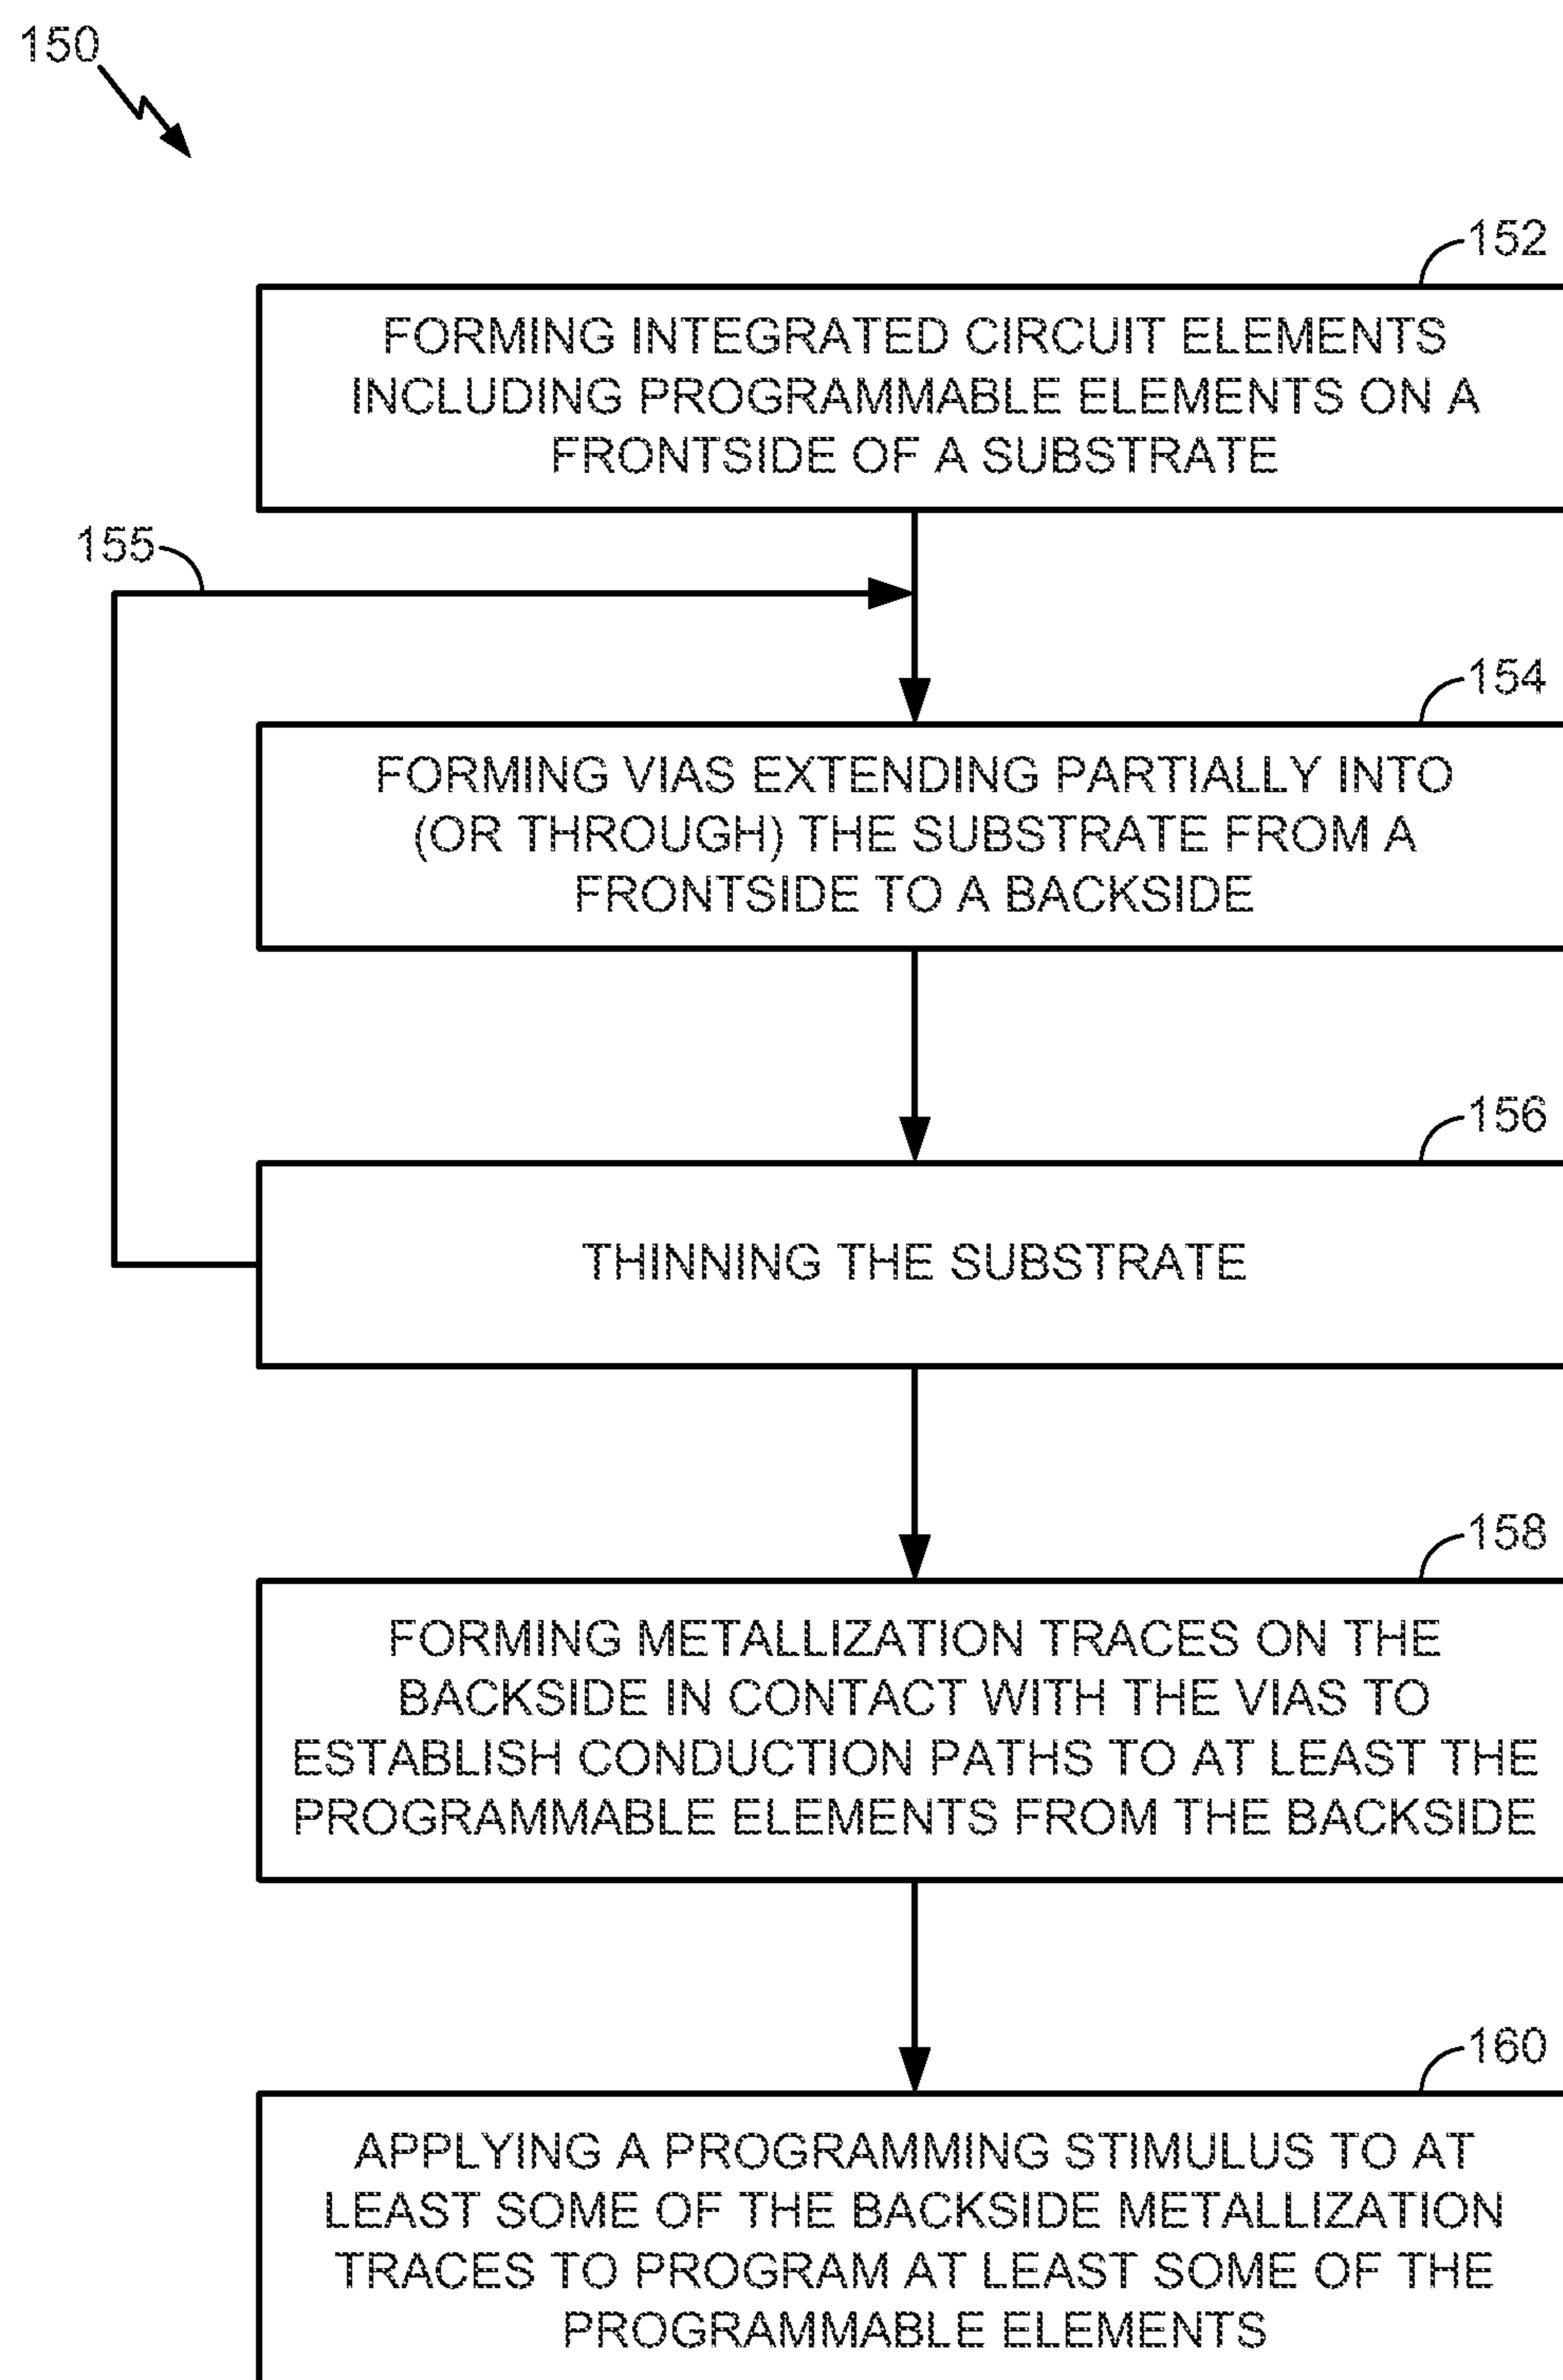 150
152
FORMING INTEGRATED CIRCUIT ELEMENTS
INCLUDING PROGRAMMABLE ELEMENTS ON A
FRONTSIDE OF A SUBSTRATE
155
154
FORMING VIAS EXTENDING PARTIALLY INTO
(OR THROUGH) THE SUBSTRATE FROM A
FRONTSIDE TO A BACKSIDE
156
THINNING THE SUBSTRATE
158
FORMING METALLIZATION TRACES ON THE
BACKSIDE IN CONTACT WITH THE VIAS TO
ESTABLISH CONDUCTION PATHS TO AT LEAST THE
PROGRAMMABLE ELEMENTS FROM THE BACKSIDE
160
APPLYING A PROGRAMMING STIMULUS TO AT
LEAST SOME OF THE BACKSIDE METALLIZATION
TRACES TO PROGRAM AT LEAST SOME OF THE
PROGRAMMABLE ELEMENTS